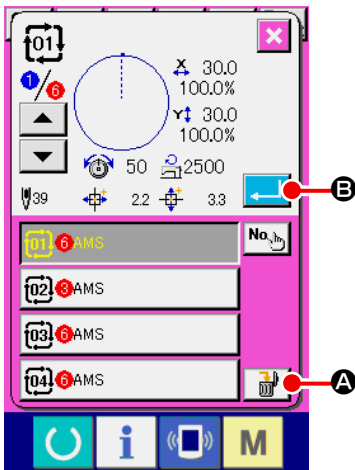 01
X 30.0
100.0%
1/6
Y 30.0
100.0%
50 2500
39 2.2 3.3
B
01 6 AMS
No.
02 3 AMS
03 6 AMS
04 6 AMS
A
i M